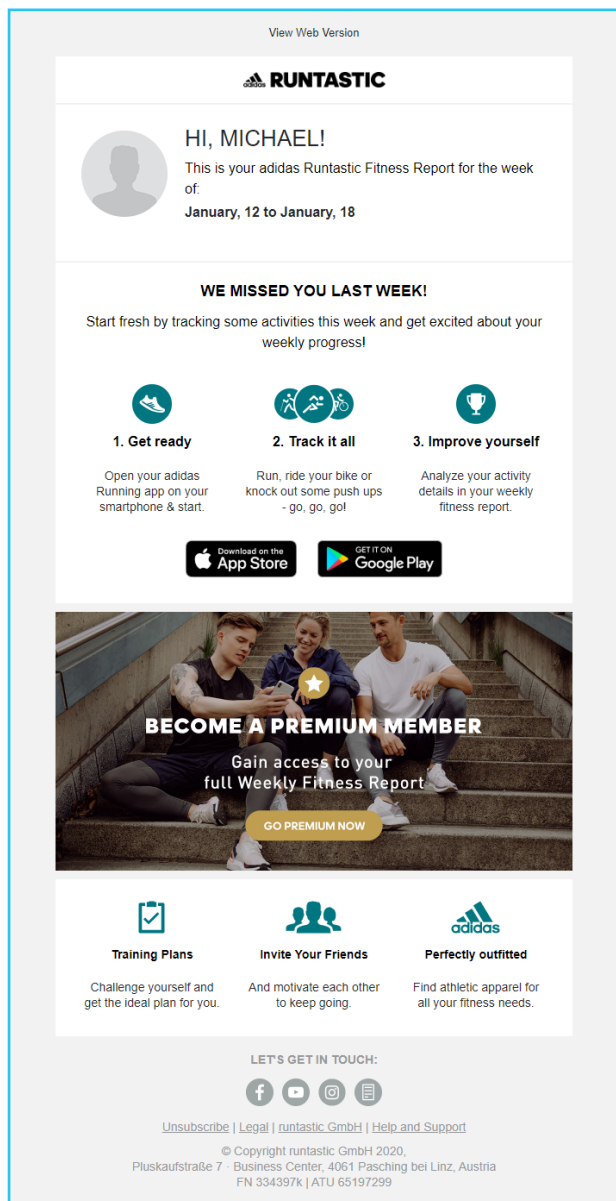 View Web Version
adidas RUNTASTIC
HI, MICHAEL!
This is your adidas Runtastic Fitness Report for the week
of:
January, 12 to January, 18
WE MISSED YOU LAST WEEK!
Start fresh by tracking some activities this week and get excited about your
weekly progress!
1. Get ready
Open your adidas
Running app on your
smartphone & start.
2. Track it all
Run, ride your bike or
knock out some push ups
- go, go, go!
3. Improve yourself
Analyze your activity
details in your weekly
fitness report.
Download on the
App Store
GET IT ON
Google Play
BECOME A PREMIUM MEMBER
Gain access to your
full Weekly Fitness Report
GO PREMIUM NOW
Training Plans
Challenge yourself and
get the ideal plan for you.
Invite Your Friends
And motivate each other
to keep going.
adidas
Perfectly outfitted
Find athletic apparel for
all your fitness needs.
LET'S GET IN TOUCH:
Unsubscribe | Legal | runtastic GmbH | Help and Support
© Copyright runtastic GmbH 2020,
Pluskaufstraße 7 · Business Center, 4061 Pasching bei Linz, Austria
FN 334397k | ATU 65197299